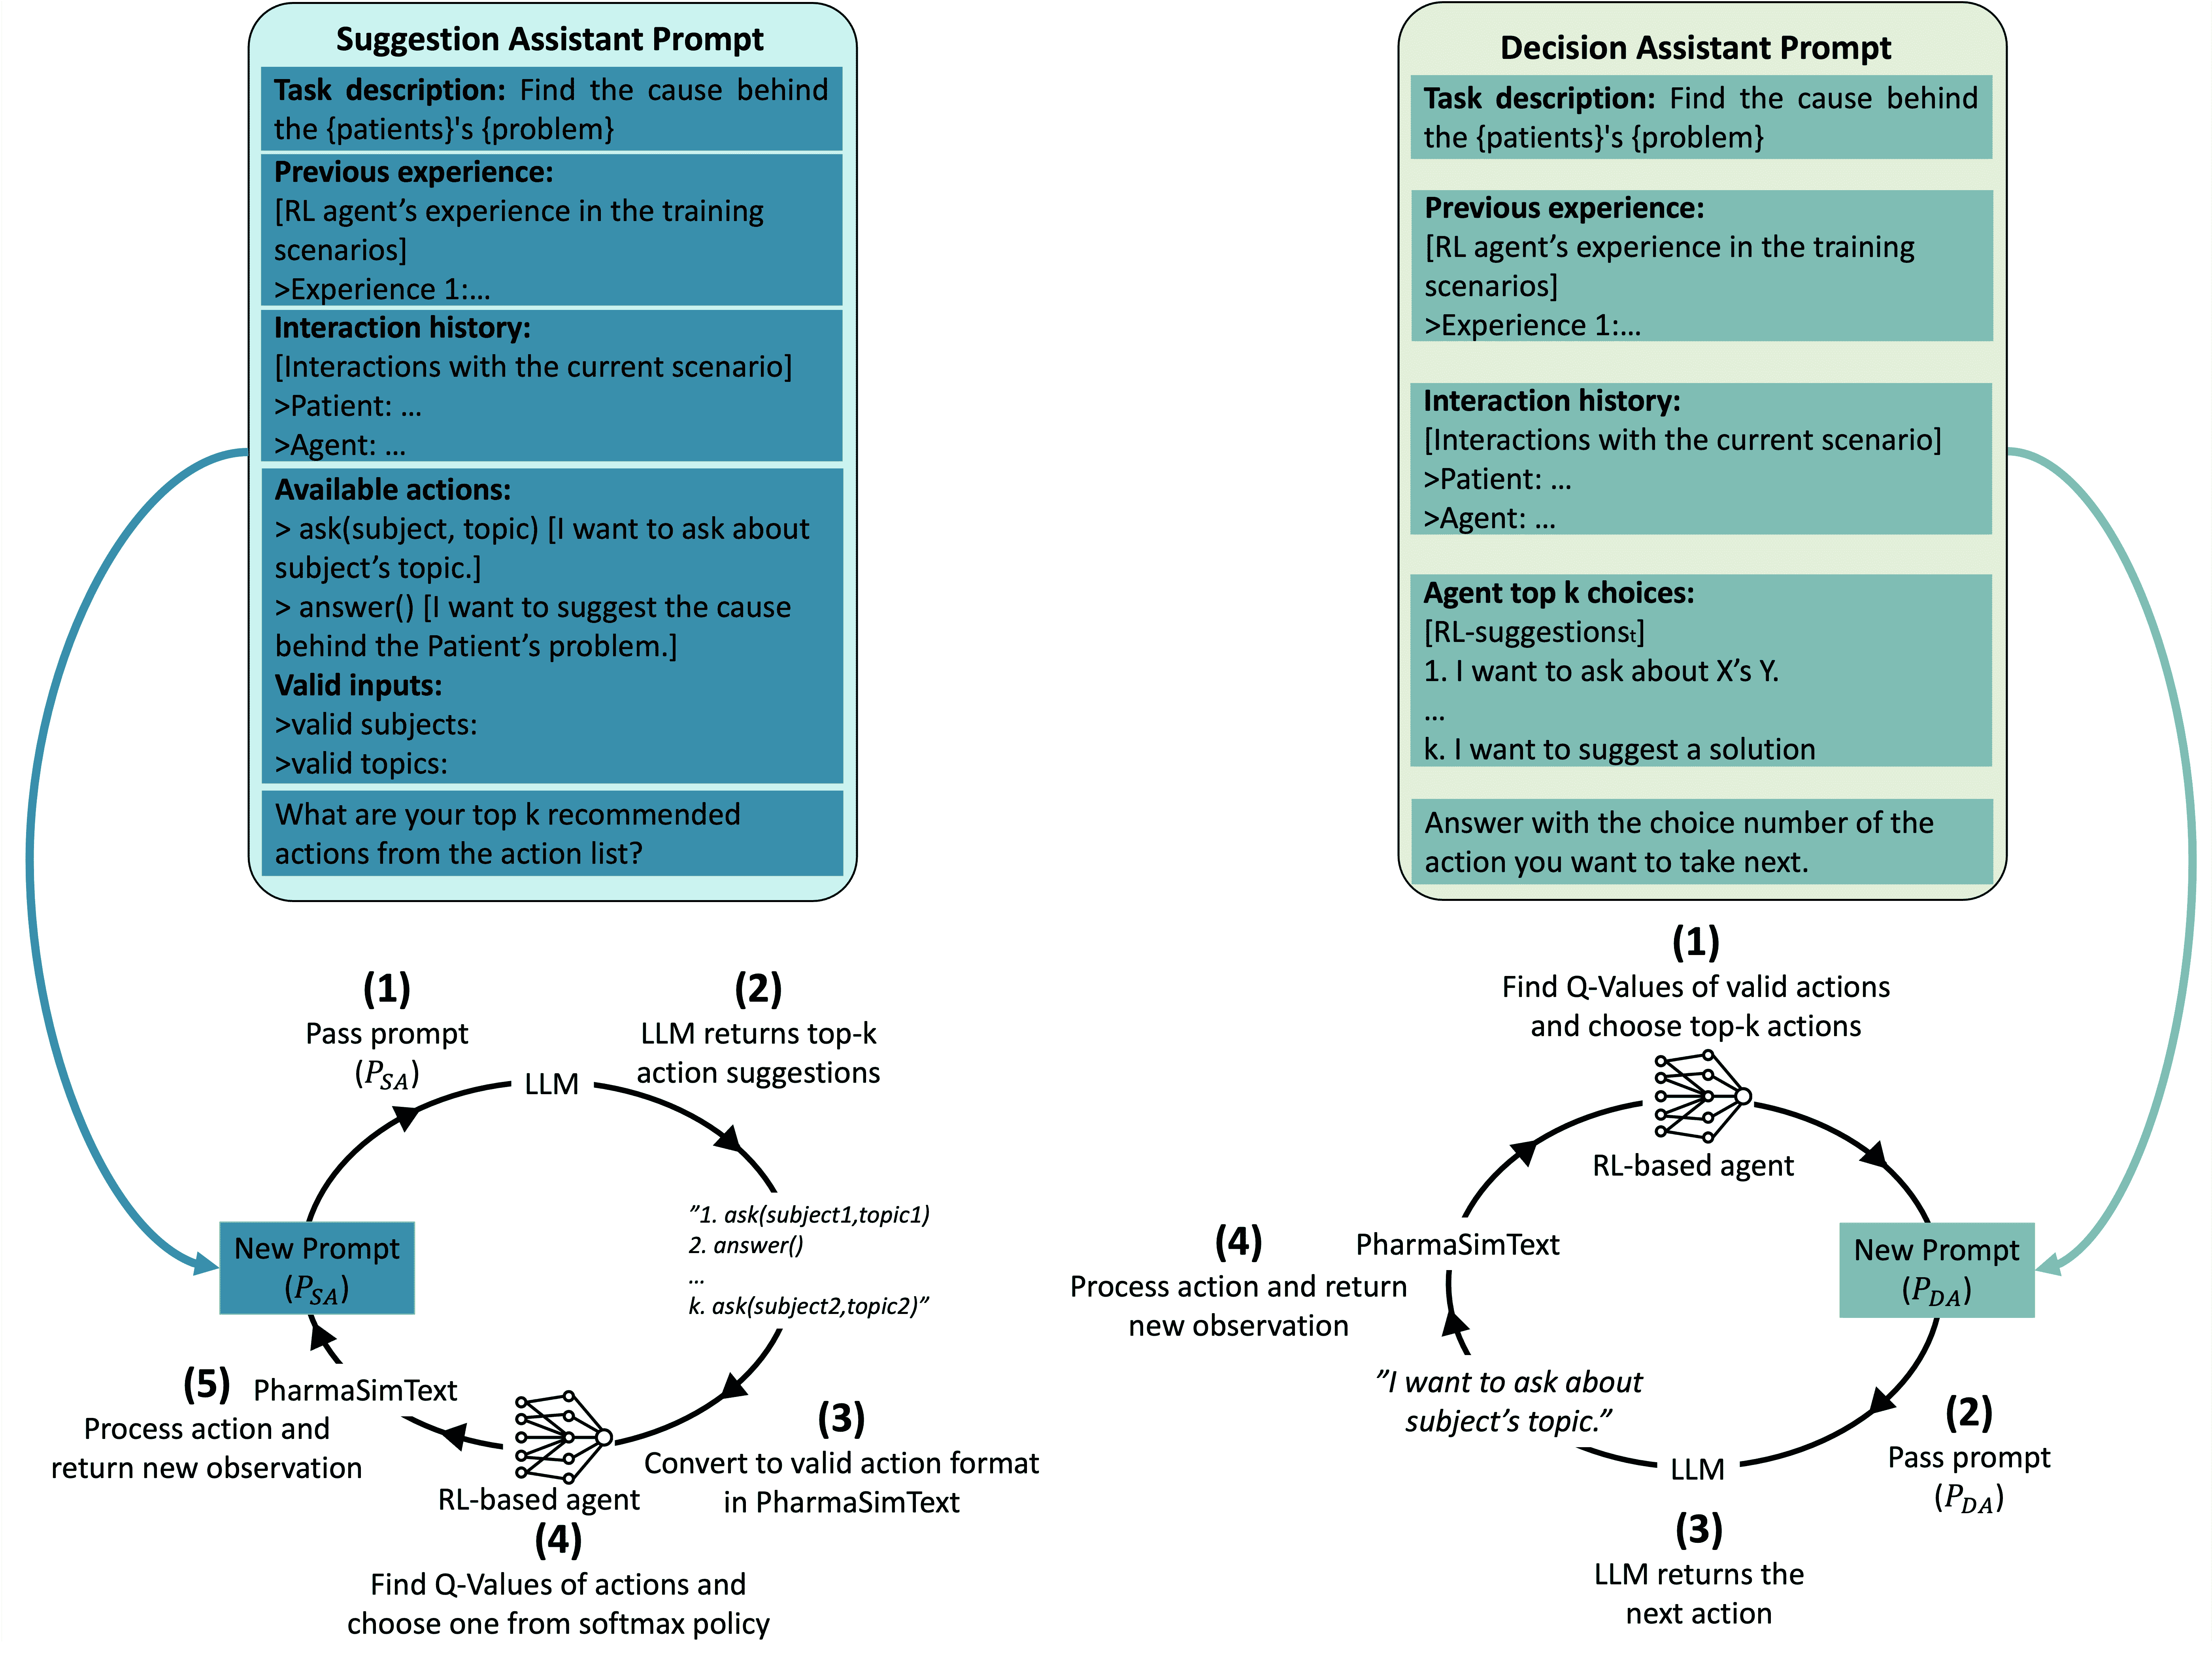 Suggestion Assistant Prompt
Task description: Find the cause behind
the {patients}'s {problem}
Previous experience:
[RL agent’s experience in the training
scenarios]
>Experience 1:...
Interaction history:
[Interactions with the current scenario]
>Patient: ...
>Agent: ...
Available actions:
> ask(subject, topic) [I want to ask about
subject’s topic.]
> answer() [I want to suggest the cause
behind the Patient’s problem.]
Valid inputs:
>valid subjects:
>valid topics:
What are your top k recommended
actions from the action list?
(1)
Pass prompt
(P_SA)
LLM
(2)
LLM returns top-k
action suggestions
”1. ask(subject1,topic1)
2. answer()
...
k. ask(subject2,topic2)”
(3)
Convert to valid action format
in PharmaSimText
RL-based agent
(4)
Find Q-Values of actions and
choose one from softmax policy
PharmaSimText
(5)
Process action and
return new observation
New Prompt
(P_SA)
Decision Assistant Prompt
Task description: Find the cause behind
the {patients}'s {problem}
Previous experience:
[RL agent’s experience in the training
scenarios]
>Experience 1:...
Interaction history:
[Interactions with the current scenario]
>Patient: ...
>Agent: ...
Agent top k choices:
[RL-suggestionst]
1. I want to ask about X’s Y.
...
k. I want to suggest a solution
Answer with the choice number of the
action you want to take next.
(1)
Find Q-Values of valid actions
and choose top-k actions
RL-based agent
New Prompt
(P_DA)
(2)
Pass prompt
(P_DA)
LLM
(3)
LLM returns the
next action
”I want to ask about
subject’s topic.”
PharmaSimText
(4)
Process action and return
new observation